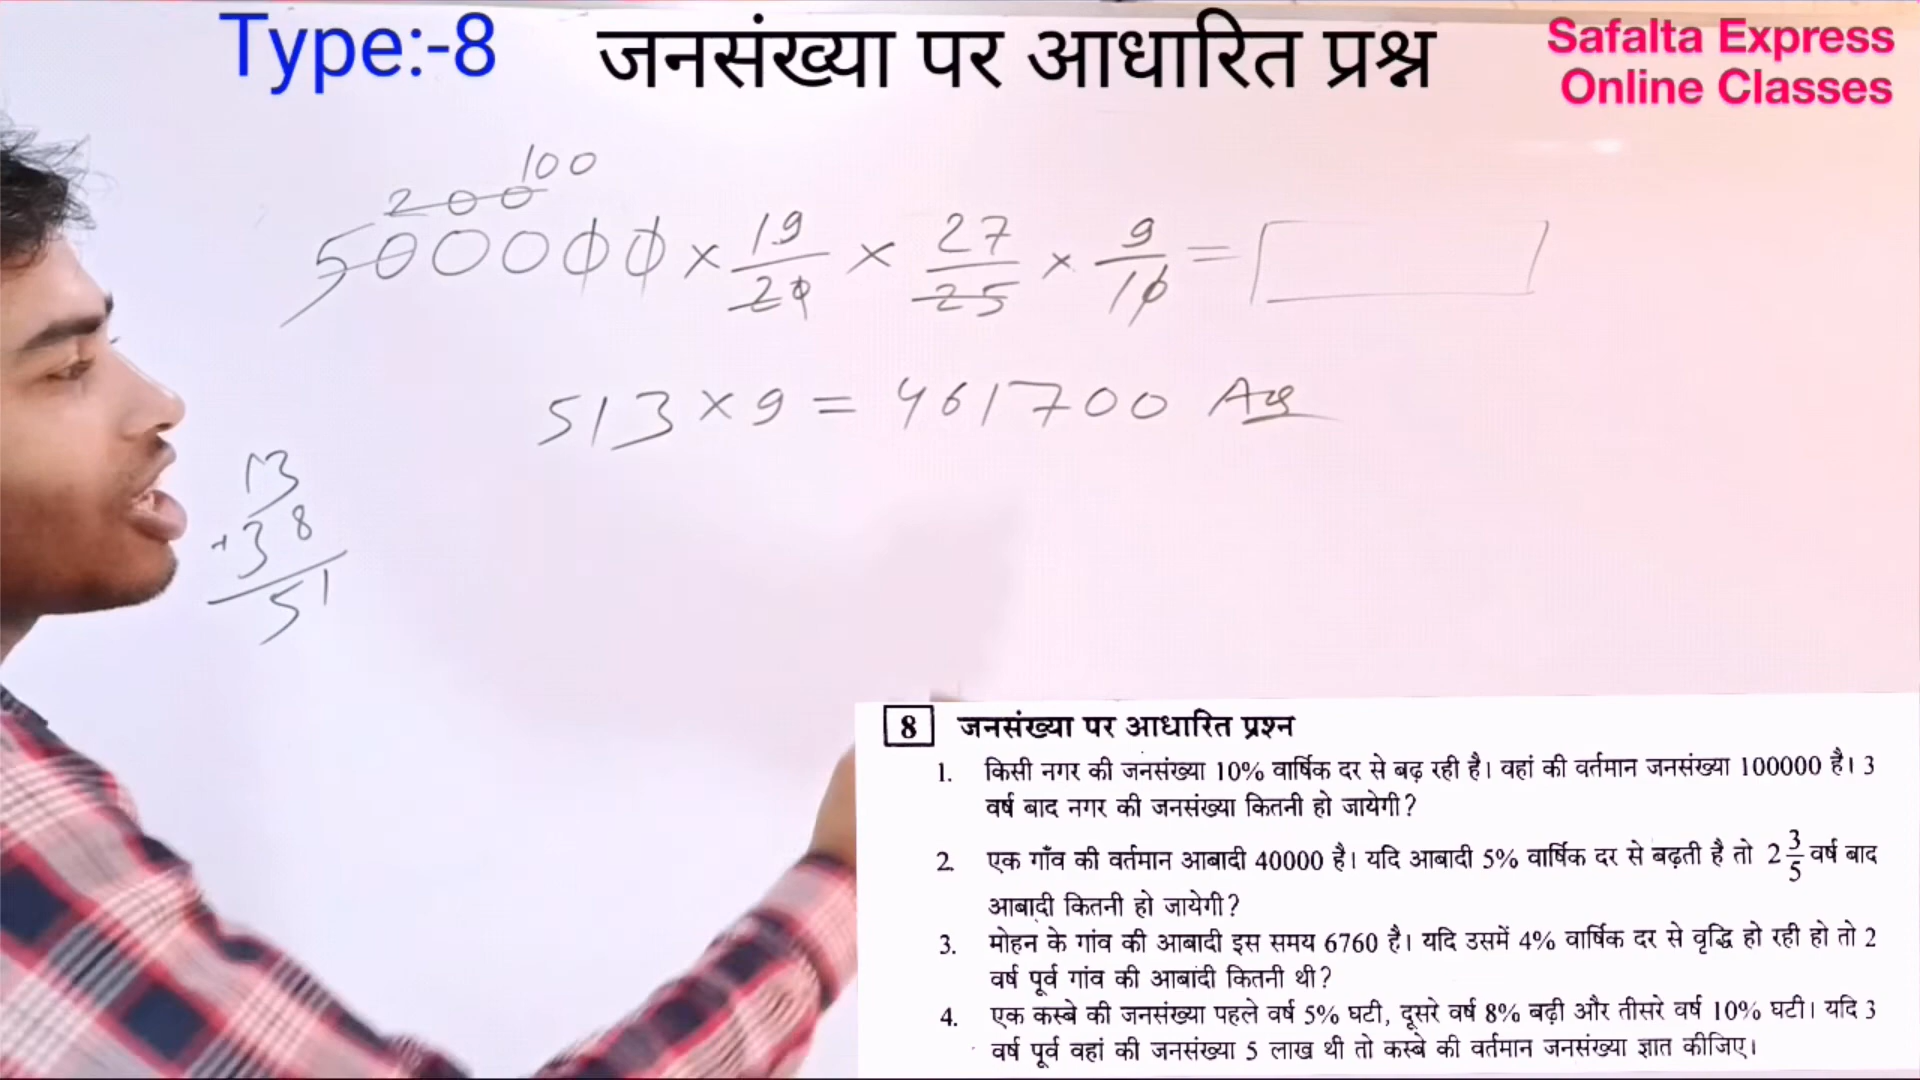 Type:-8 जनसंख्या पर आधारित प्रश्न
Safalta Express
Online Classes
100
200
500000 × 19/20 × 27/25 × 9/10 =
513 × 9 = 461700 Ans
13
+38
51
8 जनसंख्या पर आधारित प्रश्न
1. किसी नगर की जनसंख्या 10% वार्षिक दर से बढ़ रही है। वहां की वर्तमान जनसंख्या 100000 है। 3
वर्ष बाद नगर की जनसंख्या कितनी हो जायेगी?
2. एक गाँव की वर्तमान आबादी 40000 है। यदि आबादी 5% वार्षिक दर से बढ़ती है तो 2 3/5 वर्ष बाद
आबादी कितनी हो जायेगी?
3. मोहन के गांव की आबादी इस समय 6760 है। यदि उसमें 4% वार्षिक दर से वृद्धि हो रही हो तो 2
वर्ष पूर्व गांव की आबादी कितनी थी?
4. एक कस्बे की जनसंख्या पहले वर्ष 5% घटी, दूसरे वर्ष 8% बढ़ी और तीसरे वर्ष 10% घटी। यदि 3
वर्ष पूर्व वहां की जनसंख्या 5 लाख थी तो कस्बे की वर्तमान जनसंख्या ज्ञात कीजिए।